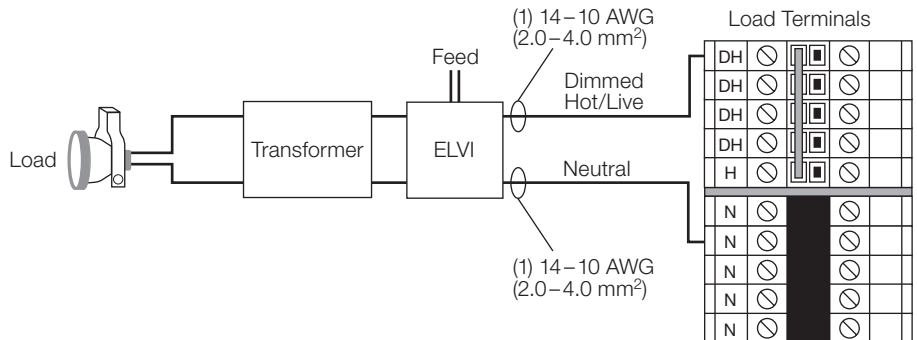 (1) 14–10 AWG
(2.0–4.0 mm²)
Load Terminals
Feed
Dimmed
Hot/Live
Load
Transformer
ELVI
Neutral
(1) 14–10 AWG
(2.0–4.0 mm²)
DH
DH
DH
DH
H
N
N
N
N
N